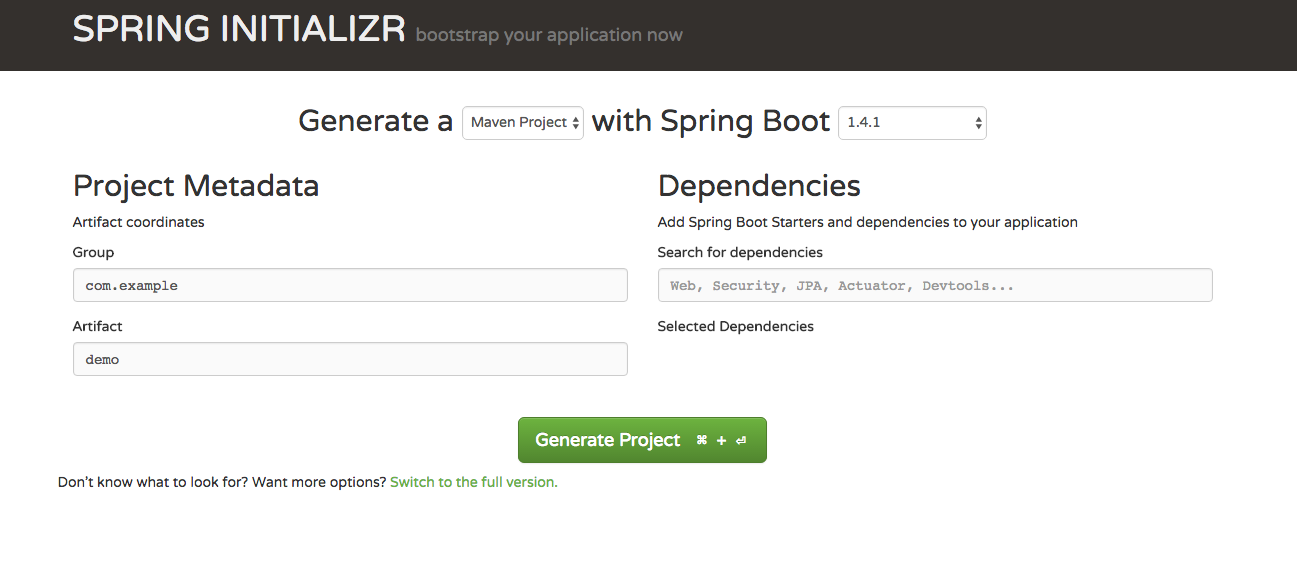 SPRING INITIALIZR bootstrap your application now
Generate a Maven Project with Spring Boot 1.4.1
Project Metadata
Artifact coordinates
Group
com.example
Artifact
demo
Dependencies
Add Spring Boot Starters and dependencies to your application
Search for dependencies
Web, Security, JPA, Actuator, Devtools...
Selected Dependencies
Generate Project ⌘ + ⏎
Don't know what to look for? Want more options? Switch to the full version.